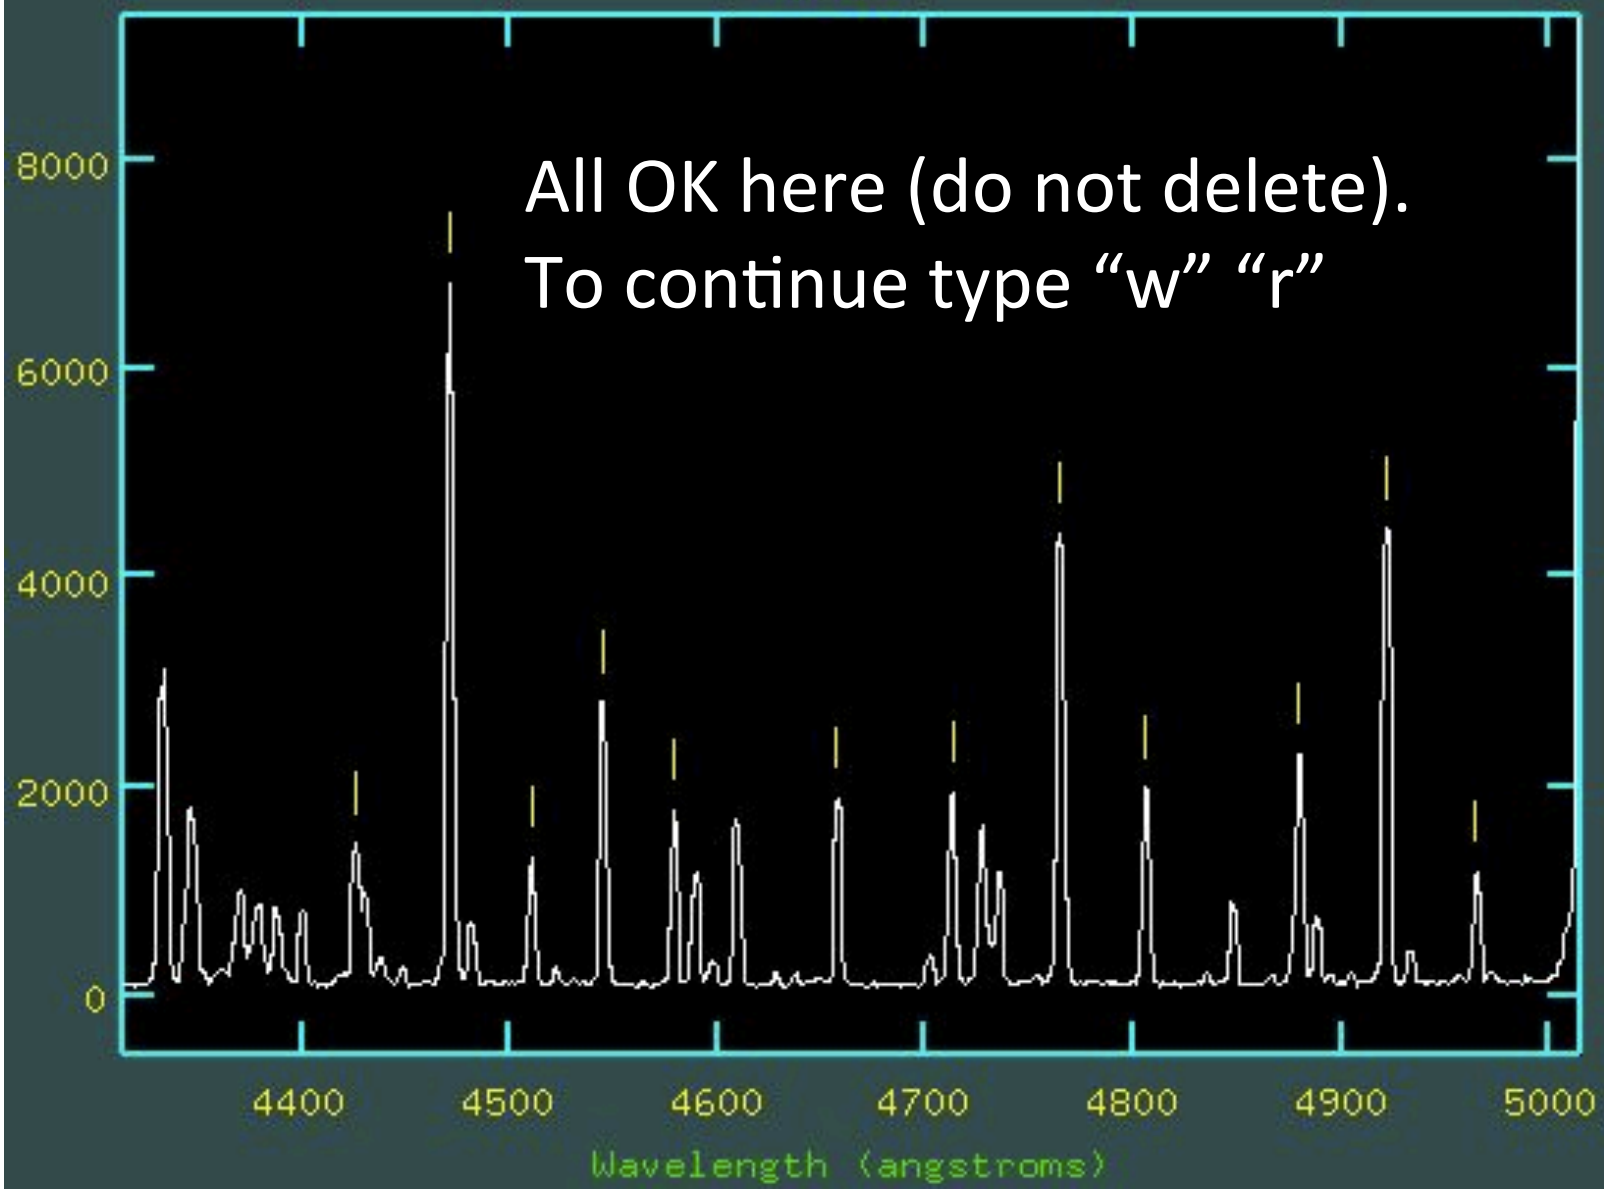 All OK here (do not delete).
To continue type “w” “r”
8000
6000
4000
2000
0
4400 4500 4600 4700 4800 4900 5000
Wavelength (angstroms)